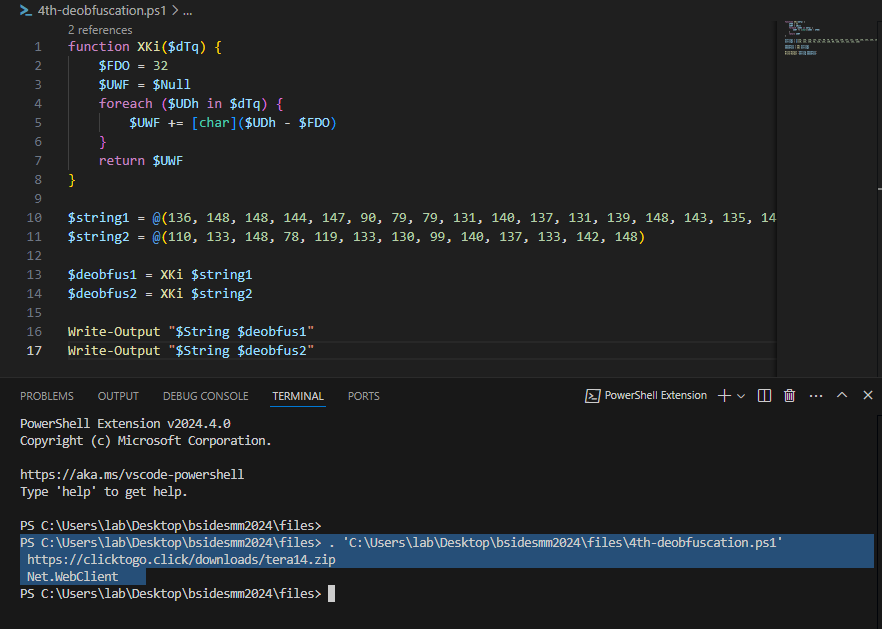 4th-deobfuscation.ps1 > ...
2 references
1 function XKi($dTq) {
2 $FDO = 32
3 $UWF = $Null
4 foreach ($UDh in $dTq) {
5 $UWF += [char]($UDh - $FDO)
6 }
7 return $UWF
8 }
9
10 $string1 = @(136, 148, 148, 144, 147, 90, 79, 79, 131, 140, 137, 131, 139, 148, 143, 135, 14
11 $string2 = @(110, 133, 148, 78, 119, 133, 130, 99, 140, 137, 133, 142, 148)
12
13 $deobfus1 = XKi $string1
14 $deobfus2 = XKi $string2
15
16 Write-Output "$String $deobfus1"
17 Write-Output "$String $deobfus2"
PROBLEMS OUTPUT DEBUG CONSOLE TERMINAL PORTS PowerShell Extension
PowerShell Extension v2024.4.0
Copyright (c) Microsoft Corporation.
https://aka.ms/vscode-powershell
Type 'help' to get help.
PS C:\Users\lab\Desktop\bsidesmm2024\files>
PS C:\Users\lab\Desktop\bsidesmm2024\files> . 'C:\Users\lab\Desktop\bsidesmm2024\files\4th-deobfuscation.ps1'
https://clicktogo.click/downloads/tera14.zip
Net.WebClient
PS C:\Users\lab\Desktop\bsidesmm2024\files>